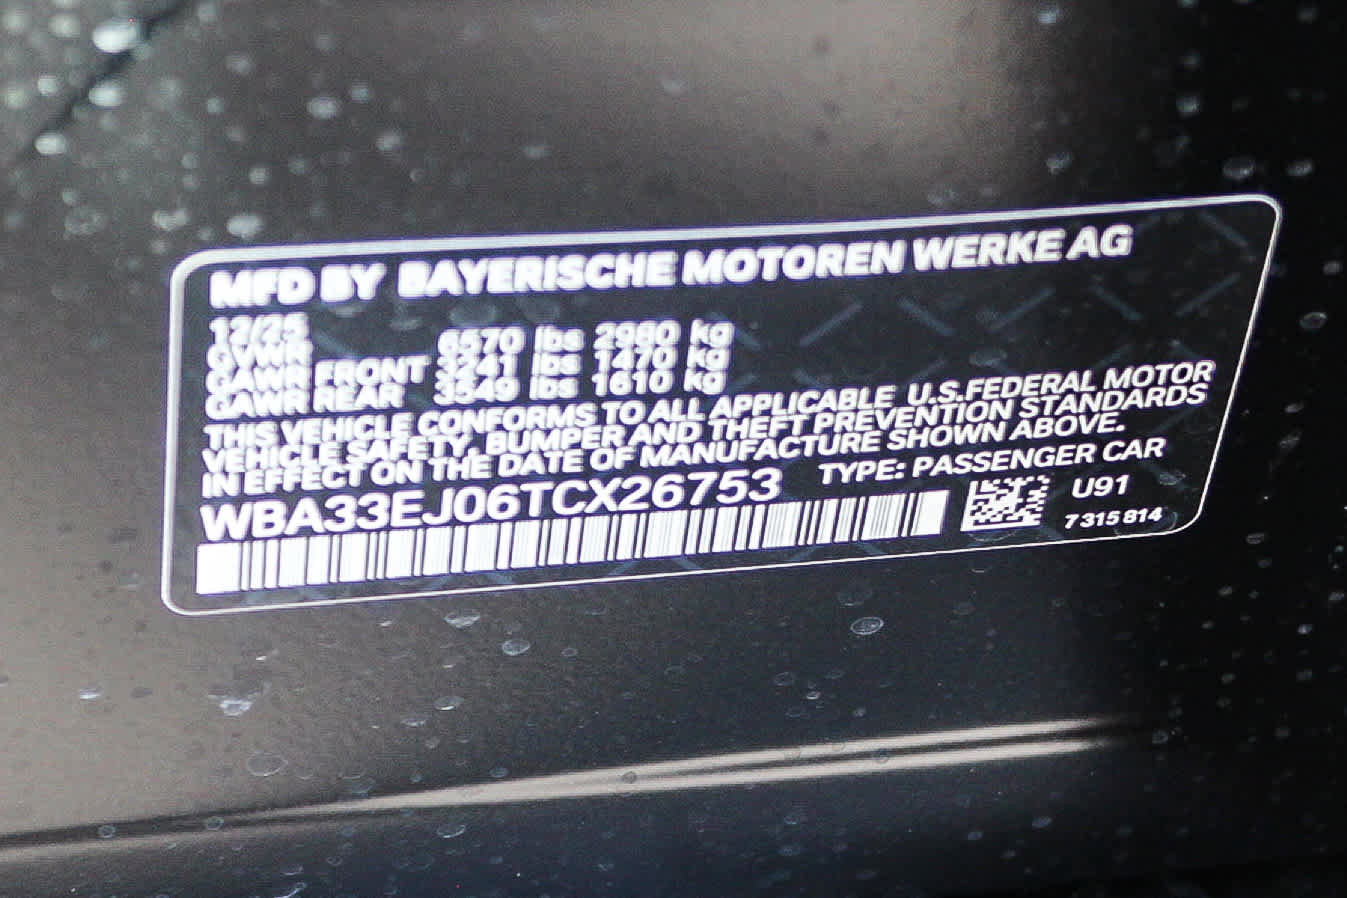 MFD BY BAYERISCHE MOTOREN WERKE AG
12/25
GVWR 6570 lbs 2980 kg
GAWR FRONT 3241 lbs 1470 kg
GAWR REAR 3549 lbs 1610 kg
THIS VEHICLE CONFORMS TO ALL APPLICABLE U.S.FEDERAL MOTOR
VEHICLE SAFETY, BUMPER AND THEFT PREVENTION STANDARDS
IN EFFECT ON THE DATE OF MANUFACTURE SHOWN ABOVE.
WBA33EJ06TCX26753 TYPE: PASSENGER CAR
U91
7 315 814